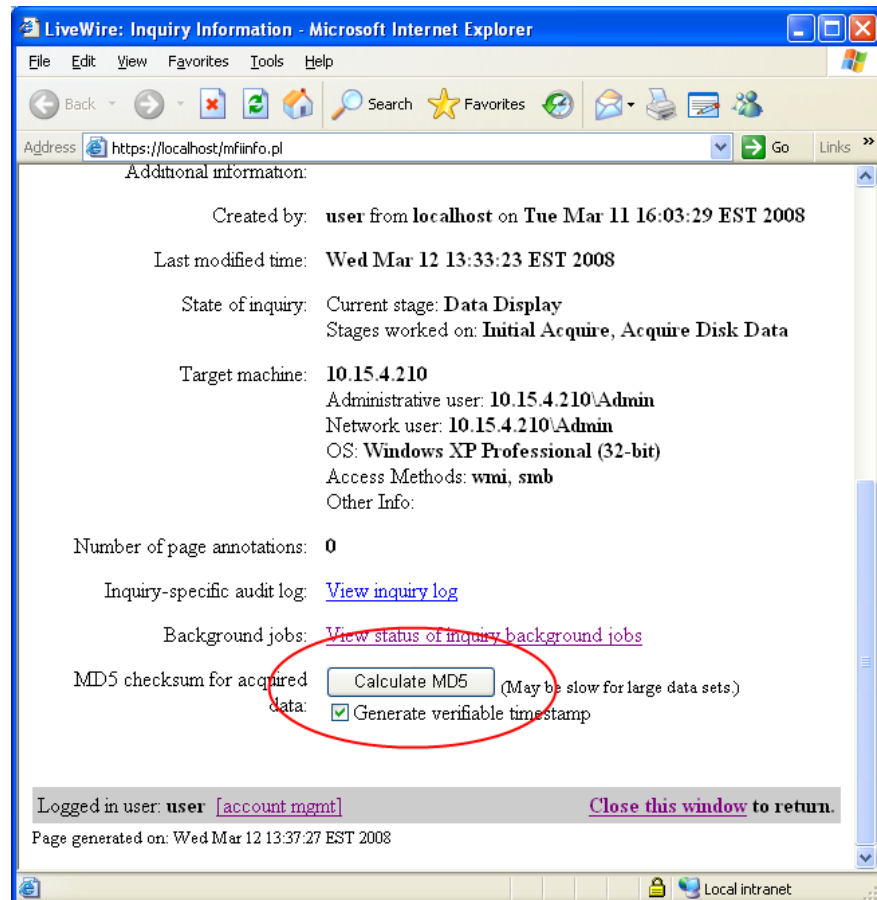 LiveWire: Inquiry Information - Microsoft Internet Explorer
File Edit View Favorites Tools Help
Back Search Favorites
Address https://localhost/mfiinfo.pl Go Links »
Additional information:
Created by: user from localhost on Tue Mar 11 16:03:29 EST 2008
Last modified time: Wed Mar 12 13:33:23 EST 2008
State of inquiry: Current stage: Data Display
Stages worked on: Initial Acquire, Acquire Disk Data
Target machine: 10.15.4.210
Administrative user: 10.15.4.210\Admin
Network user: 10.15.4.210\Admin
OS: Windows XP Professional (32-bit)
Access Methods: wmi, smb
Other Info:
Number of page annotations: 0
Inquiry-specific audit log: View inquiry log
Background jobs: View status of inquiry background jobs
MD5 checksum for acquired Calculate MD5 (May be slow for large data sets.)
data: Generate verifiable timestamp
Logged in user: user [account mgmt] Close this window to return.
Page generated on: Wed Mar 12 13:37:27 EST 2008
Local intranet